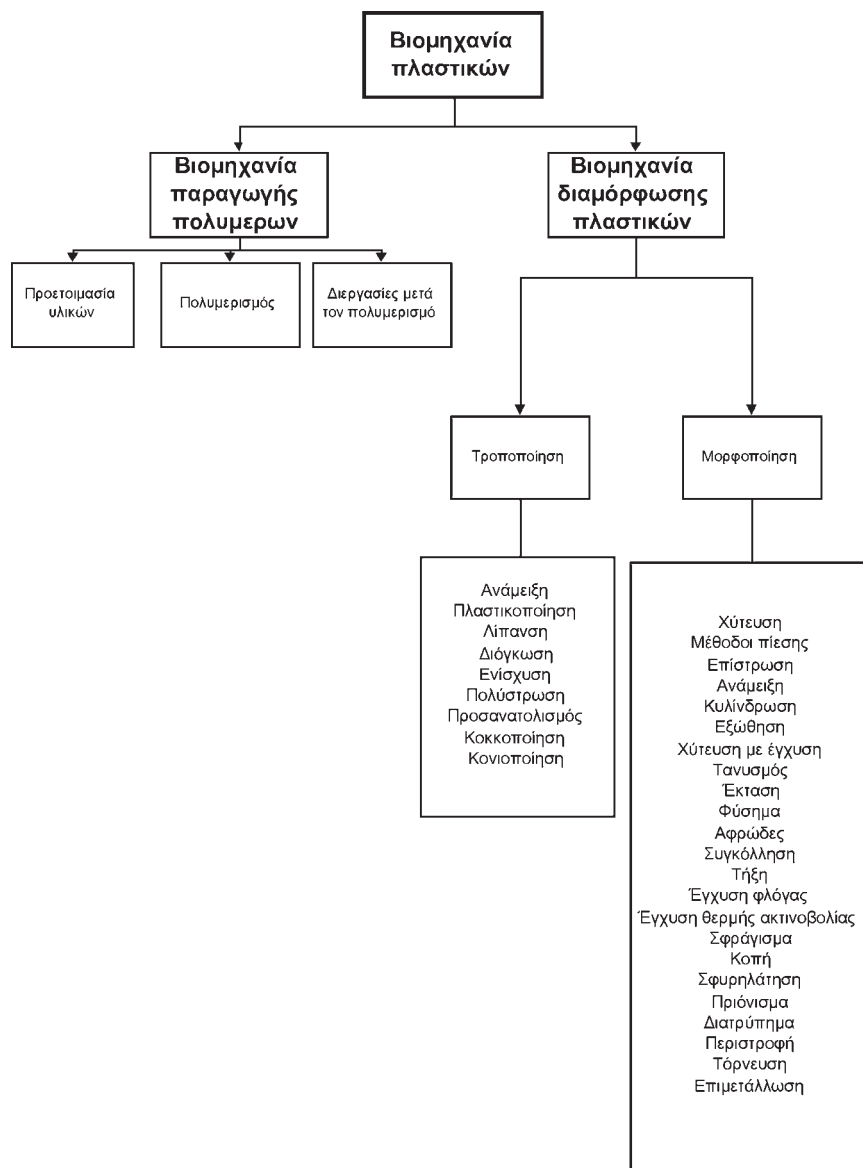 Βιομηχανία
πλαστικών
Βιομηχανία
παραγωγής
πολυμερων
Βιομηχανία
διαμόρφωσης
πλαστικών
Προετοιμασία
υλικών
Πολυμερισμός
Διεργασίες μετά
τον πολυμερισμό
Τροποποίηση
Μορφοποίηση
Ανάμειξη
Πλαστικοποίηση
Λίπανση
Διόγκωση
Ενίσχυση
Πολύστρωση
Προσανατολισμός
Κοκκοποίηση
Κονιοποίηση
Χύτευση
Μέθοδοι πίεσης
Επίστρωση
Ανάμειξη
Κυλίνδρωση
Εξώθηση
Χύτευση με έγχυση
Τανυσμός
Έκταση
Φύσημα
Αφρώδες
Συγκόλληση
Τήξη
Έγχυση φλόγας
Έγχυση θερμής ακτινοβολίας
Σφράγισμα
Κοπή
Σφυρηλάτηση
Πριόνισμα
Διατρύπημα
Περιστροφή
Τόρνευση
Επιμετάλλωση